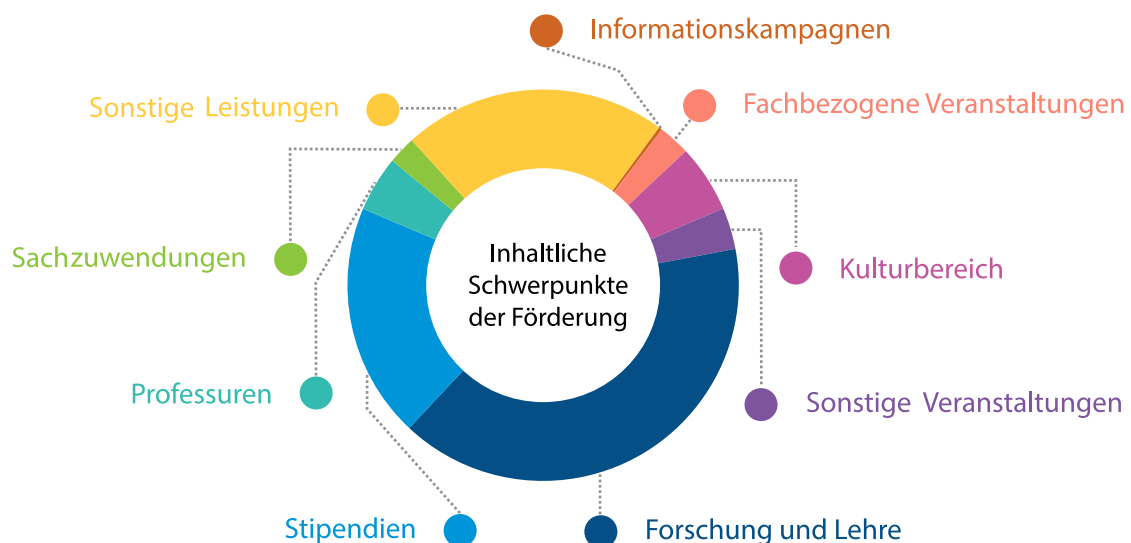 Informationskampagnen
Sonstige Leistungen
Fachbezogene Veranstaltungen
Sachzuwendungen
Inhaltliche
Schwerpunkte
der Förderung
Kulturbereich
Professuren
Sonstige Veranstaltungen
Stipendien
Forschung und Lehre